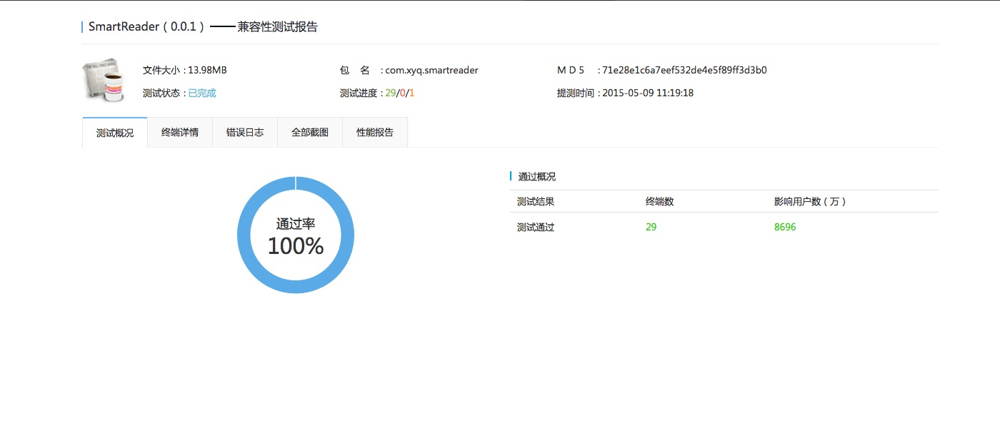 SmartReader ( 0.0.1 ) ——兼容性测试报告
文件大小 : 13.98MB 包 名 : com.xyq.smartreader M D 5 : 71e28e1c6a7eef532de4e5f89ff3d3b0
测试状态 : 已完成 测试进度 : 29/0/1 提测时间 : 2015-05-09 11:19:18
测试概况 终端详情 错误日志 全部截图 性能报告
通过率
100%
通过概况
测试结果 终端数 影响用户数 ( 万 )
测试通过 29 8696